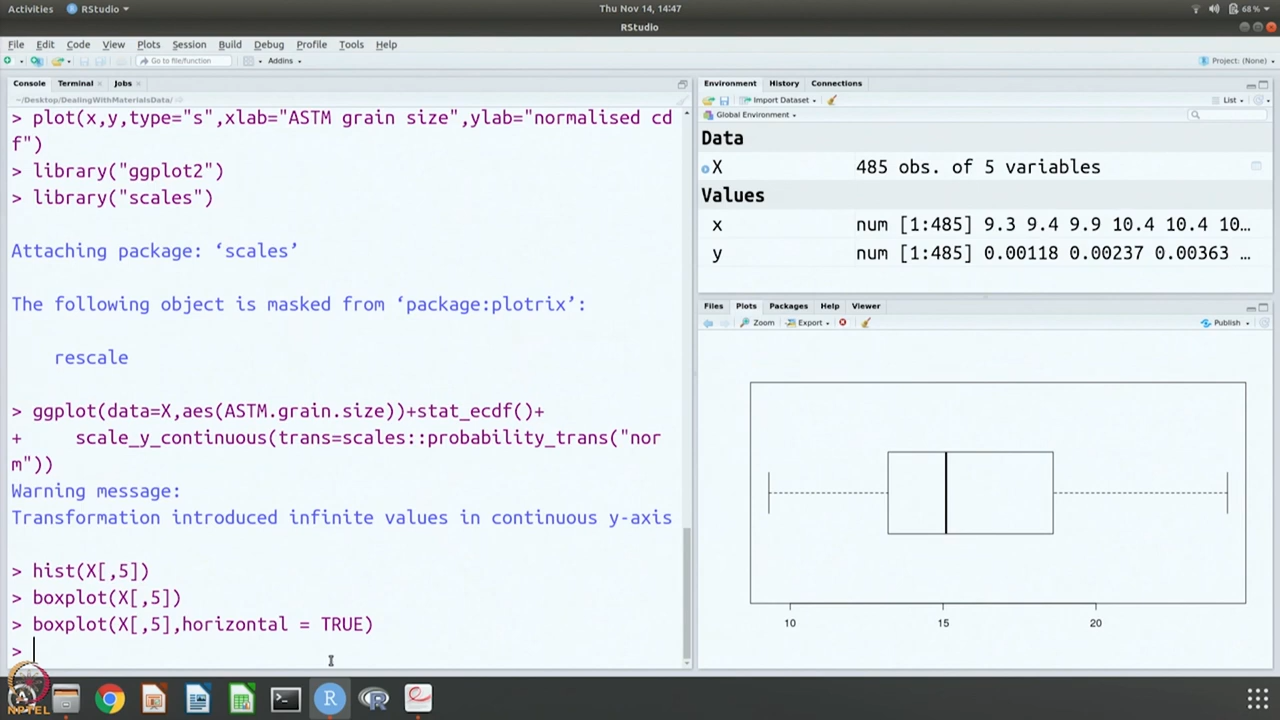 Activities RStudio Thu Nov 14, 14:47 68%
RStudio
File Edit Code View Plots Session Build Debug Profile Tools Help
Go to file/function Addins Project: (None)
Console Terminal Jobs
~/Desktop/DealingWithMaterialsData/
> plot(x,y,type="s",xlab="ASTM grain size",ylab="normalised cd
f")
> library("ggplot2")
> library("scales")
Attaching package: ‘scales’
The following object is masked from ‘package:plotrix’:
rescale
> ggplot(data=X,aes(ASTM.grain.size))+stat_ecdf()+
+ scale_y_continuous(trans=scales::probability_trans("nor
m"))
Warning message:
Transformation introduced infinite values in continuous y-axis
> hist(X[,5])
> boxplot(X[,5])
> boxplot(X[,5],horizontal = TRUE)
>
Environment History Connections
Import Dataset List
Global Environment
Data
X 485 obs. of 5 variables
Values
x num [1:485] 9.3 9.4 9.9 10.4 10.4 10…
y num [1:485] 0.00118 0.00237 0.00363 …
Files Plots Packages Help Viewer
Zoom Export Publish
10 15 20
NPTEL